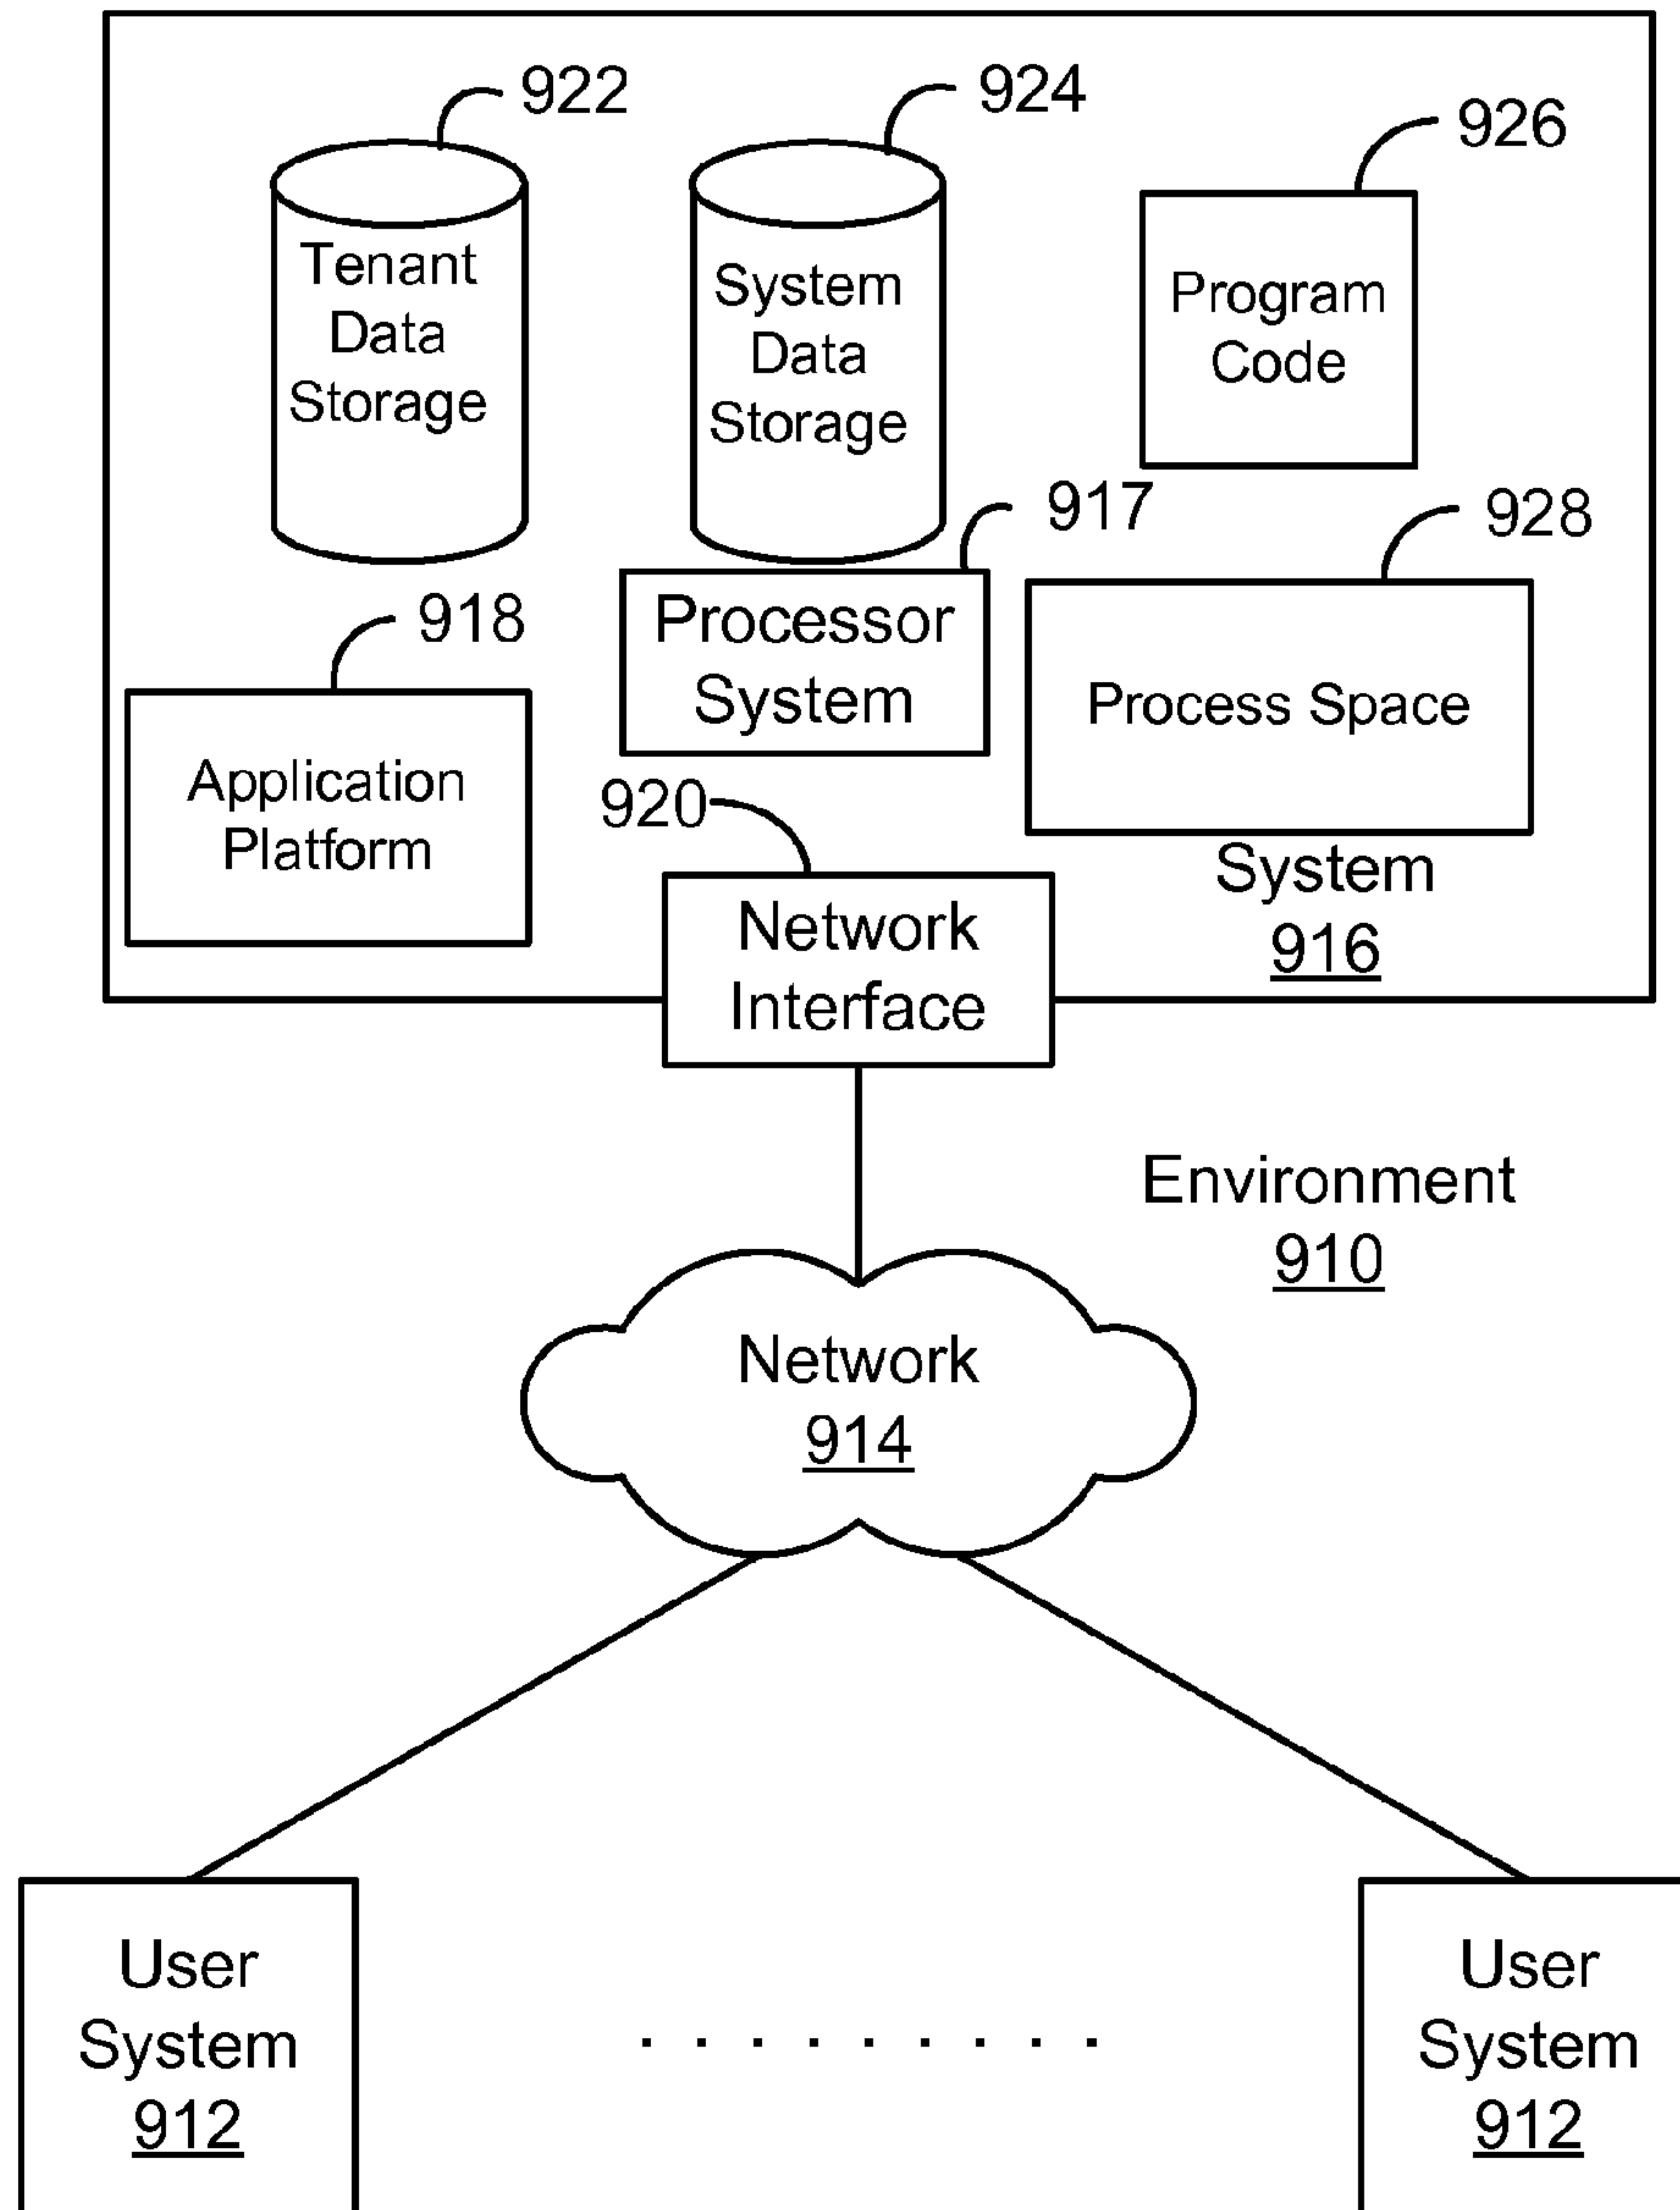 922
924
926
Tenant
Data
Storage
System
Data
Storage
Program
Code
917
928
918
Processor
System
Process Space
Application
Platform
920
System
916
Network
Interface
Environment
910
Network
914
User
System
912
. . . . . . . . .
User
System
912